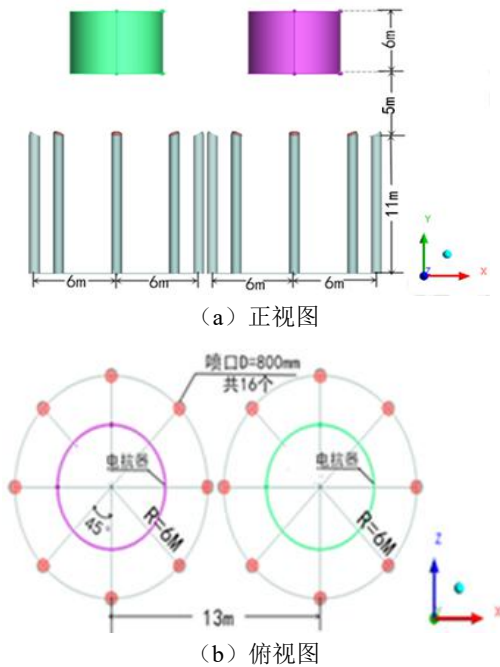 6m
5m
11m
6m
6m
6m
6m
Y
Z
X
（a）正视图
喷口D=800mm
共16个
电抗器
电抗器
45°
R=6M
R=6M
13m
Z
Y
X
（b）俯视图